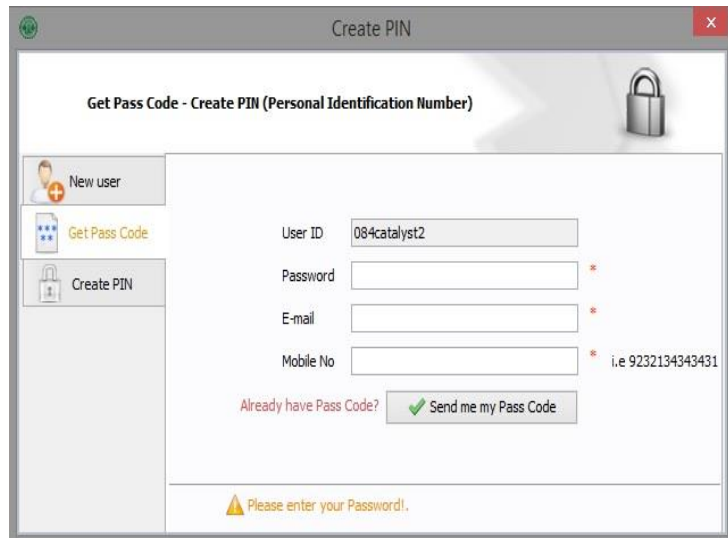 Create PIN
x
Get Pass Code - Create PIN (Personal Identification Number)
New user
Get Pass Code
Create PIN
User ID 084catalyst2
Password *
E-mail *
Mobile No * i.e 9232134343431
Already have Pass Code? Send me my Pass Code
Please enter your Password!.